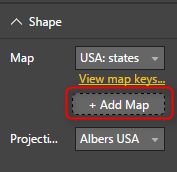 Shape
Map USA: states
View map keys...
+ Add Map
Projecti... Albers USA